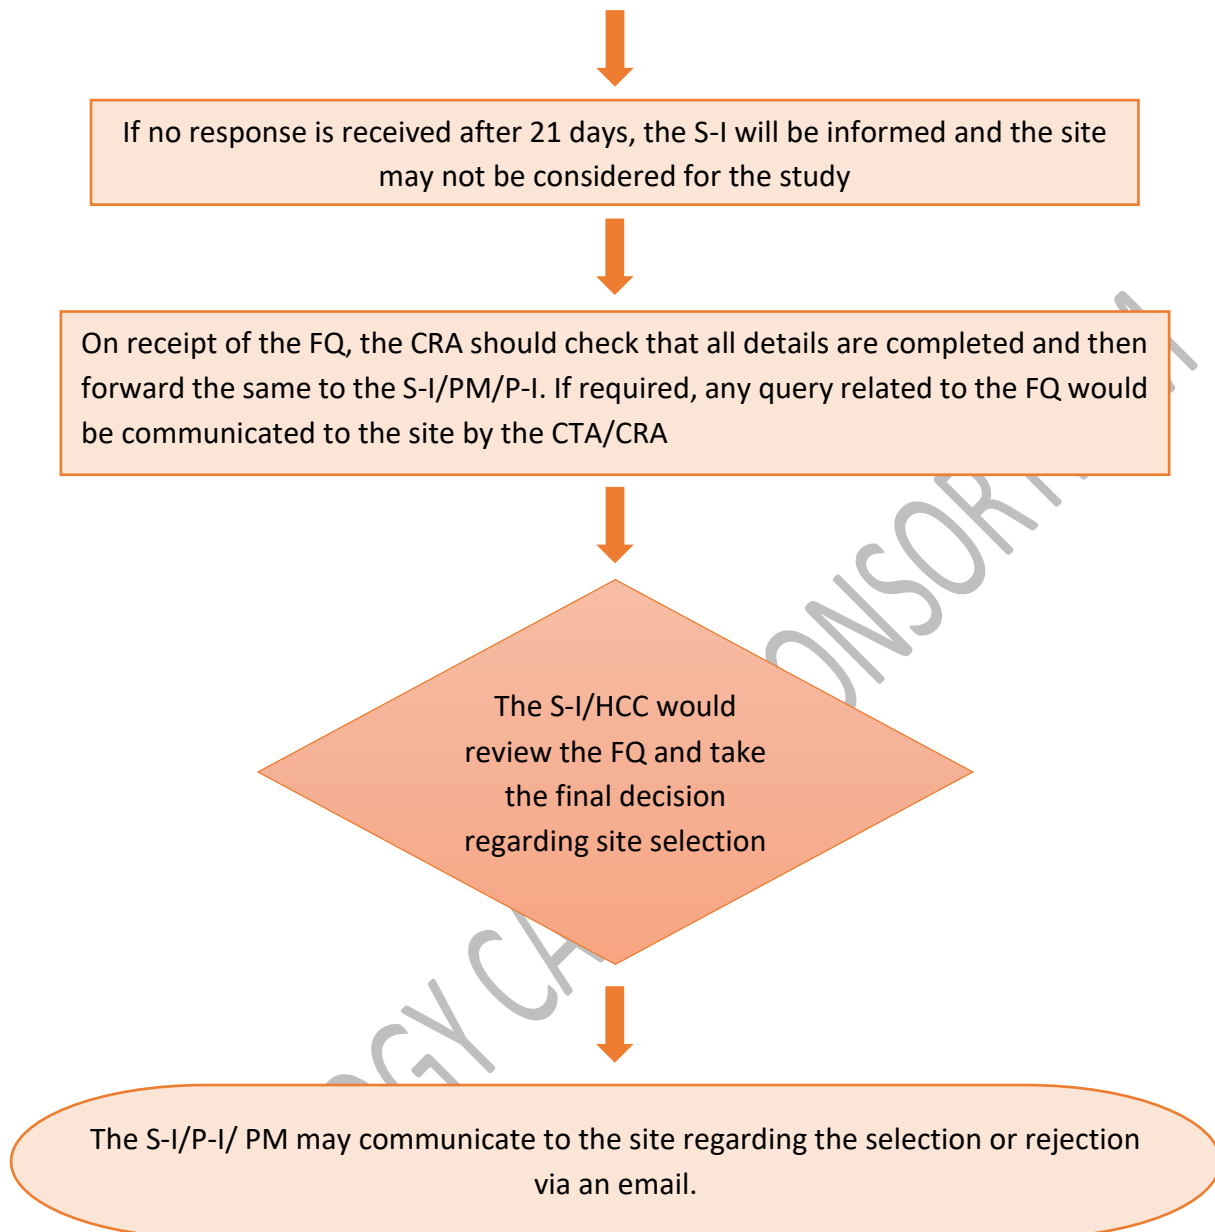 If no response is received after 21 days, the S-I will be informed and the site
may not be considered for the study
On receipt of the FQ, the CRA should check that all details are completed and then
forward the same to the S-I/PM/P-I. If required, any query related to the FQ would
be communicated to the site by the CTA/CRA
The S-I/HCC would
review the FQ and take
the final decision
regarding site selection
The S-I/P-I/ PM may communicate to the site regarding the selection or rejection
via an email.